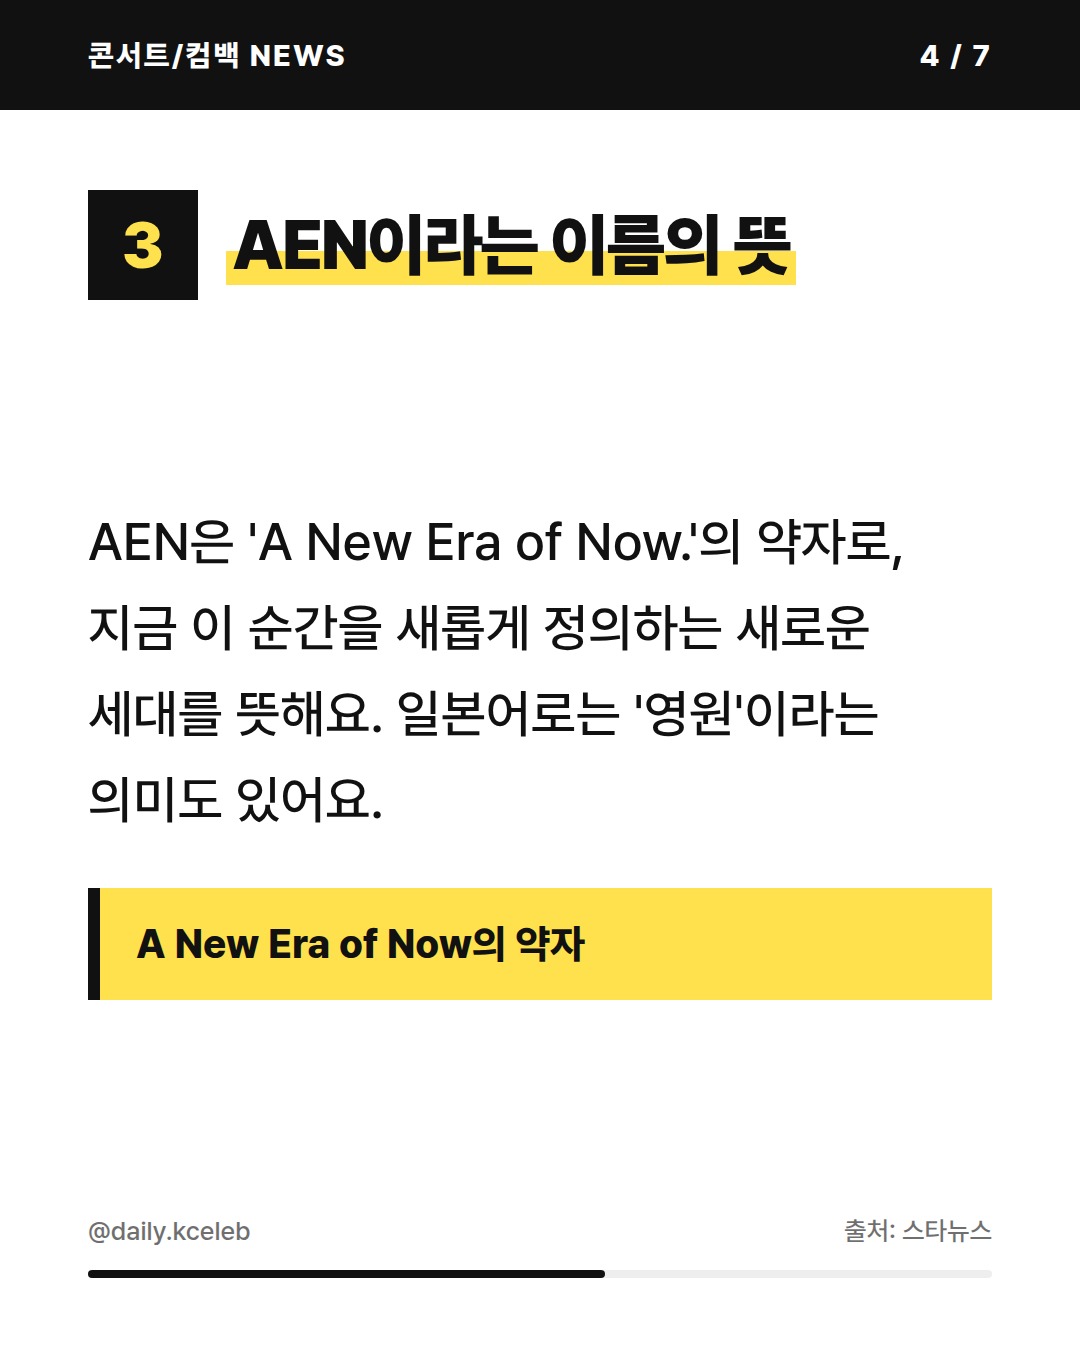 콘서트/컴백 NEWS
4 / 7
3
AEN이라는 이름의 뜻
AEN은 'A New Era of Now.'의 약자로,
지금 이 순간을 새롭게 정의하는 새로운
세대를 뜻해요. 일본어로는 '영원'이라는
의미도 있어요.
A New Era of Now의 약자
@daily.kceleb
출처: 스타뉴스